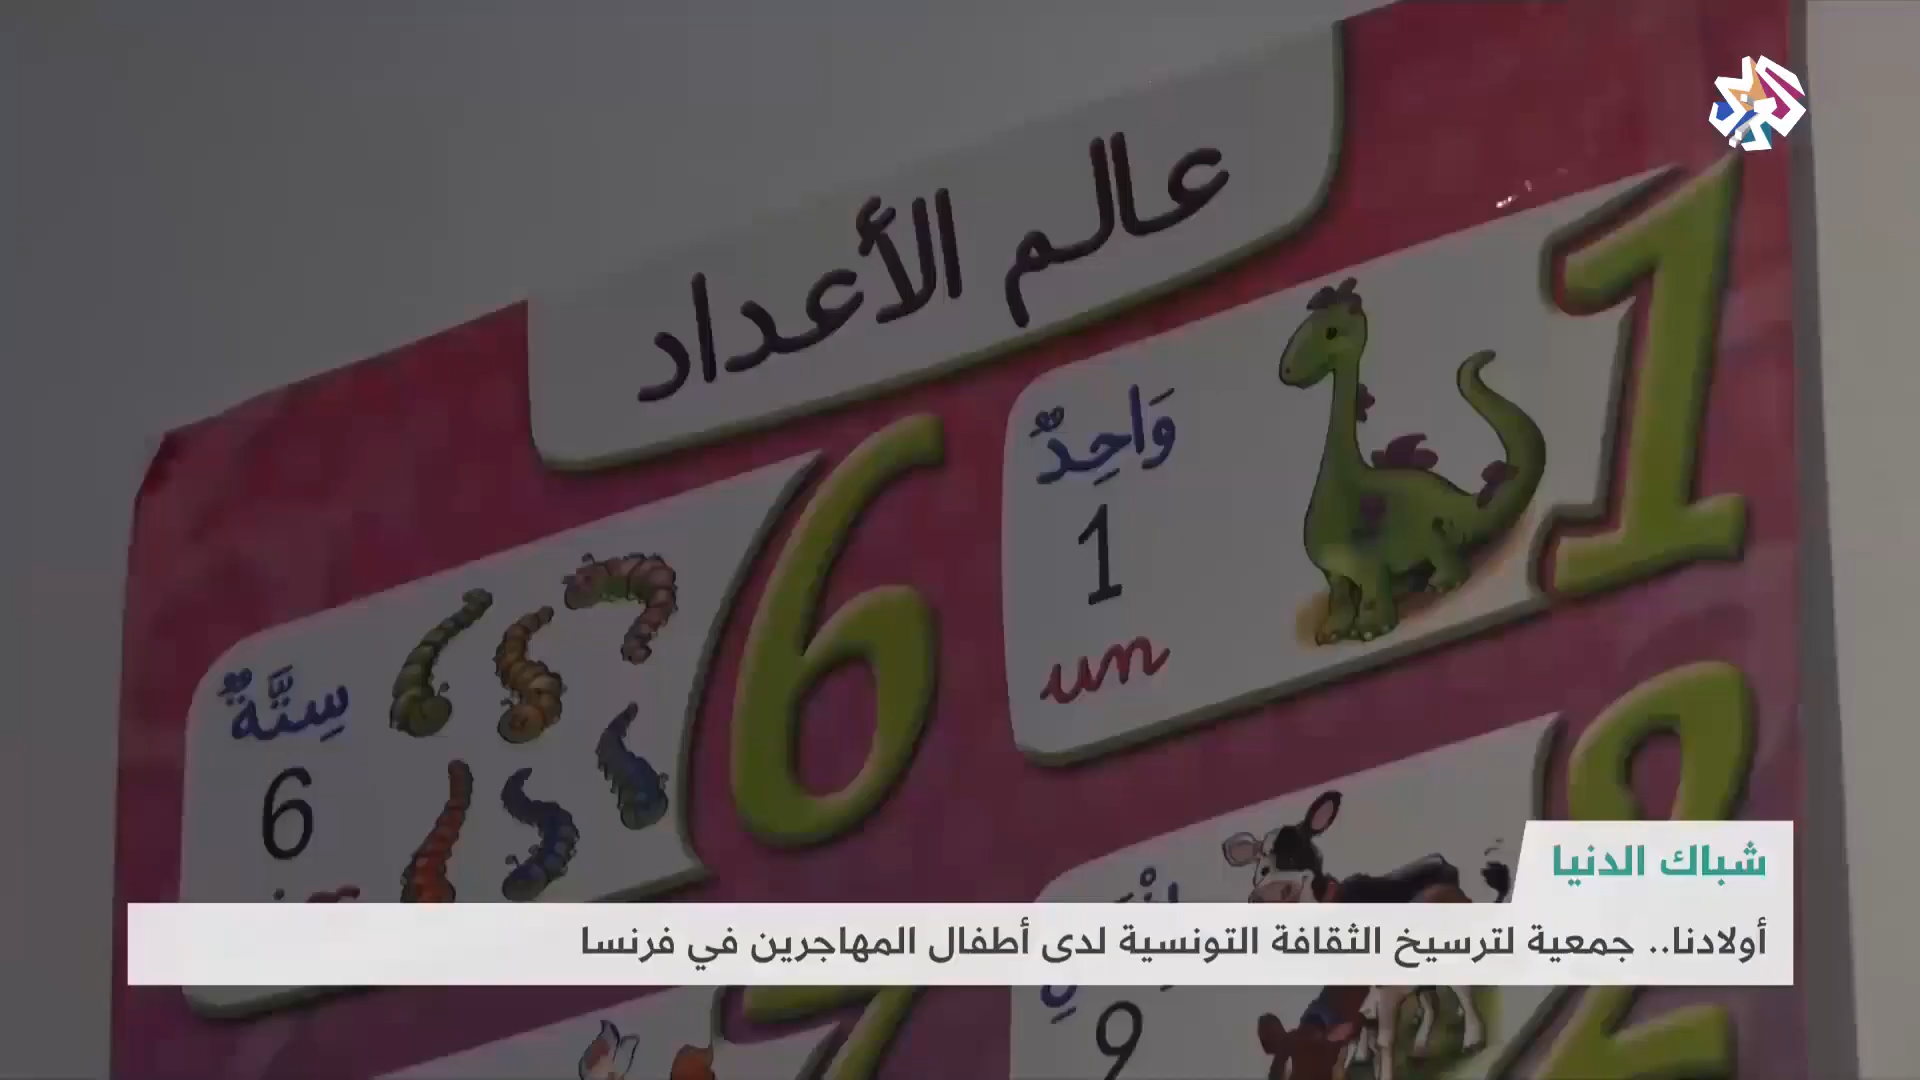 عالم الأعداد
وَاحِدٌ
1
un
1
سِتَّةٌ
6
6
شباك الدنيا
أولادنا.. جمعية لترسيخ الثقافة التونسية لدى أطفال المهاجرين في فرنسا